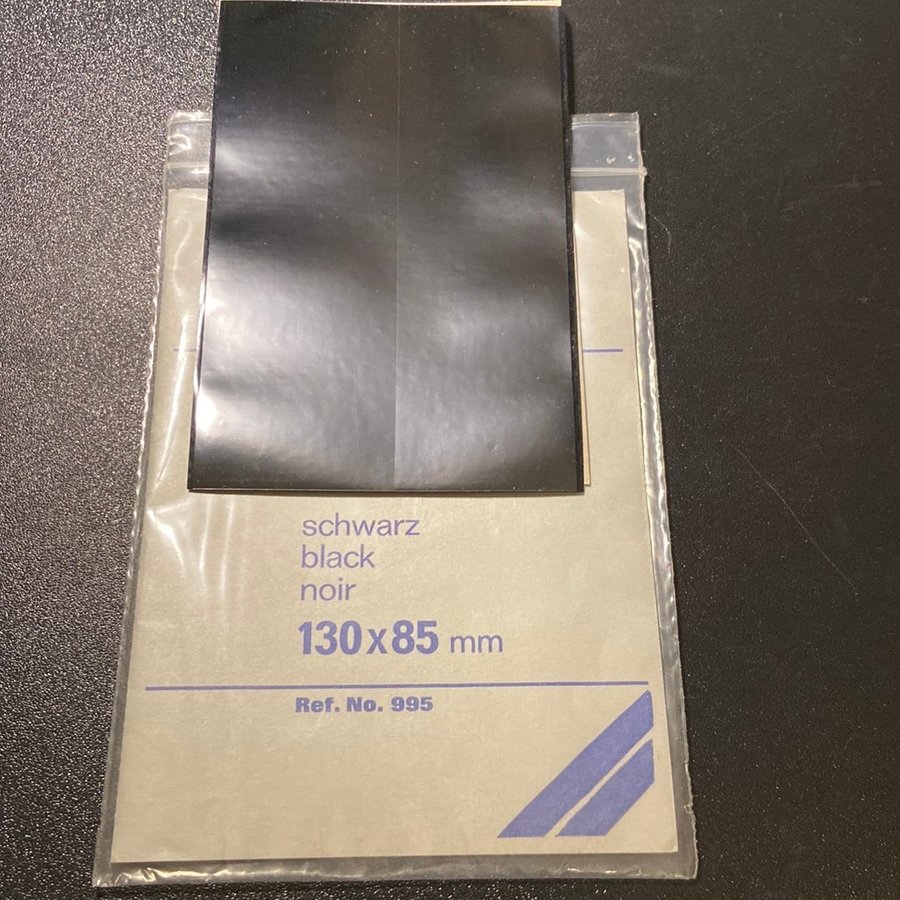 schwarz
black
noir
130x85 mm
Ref. No. 995